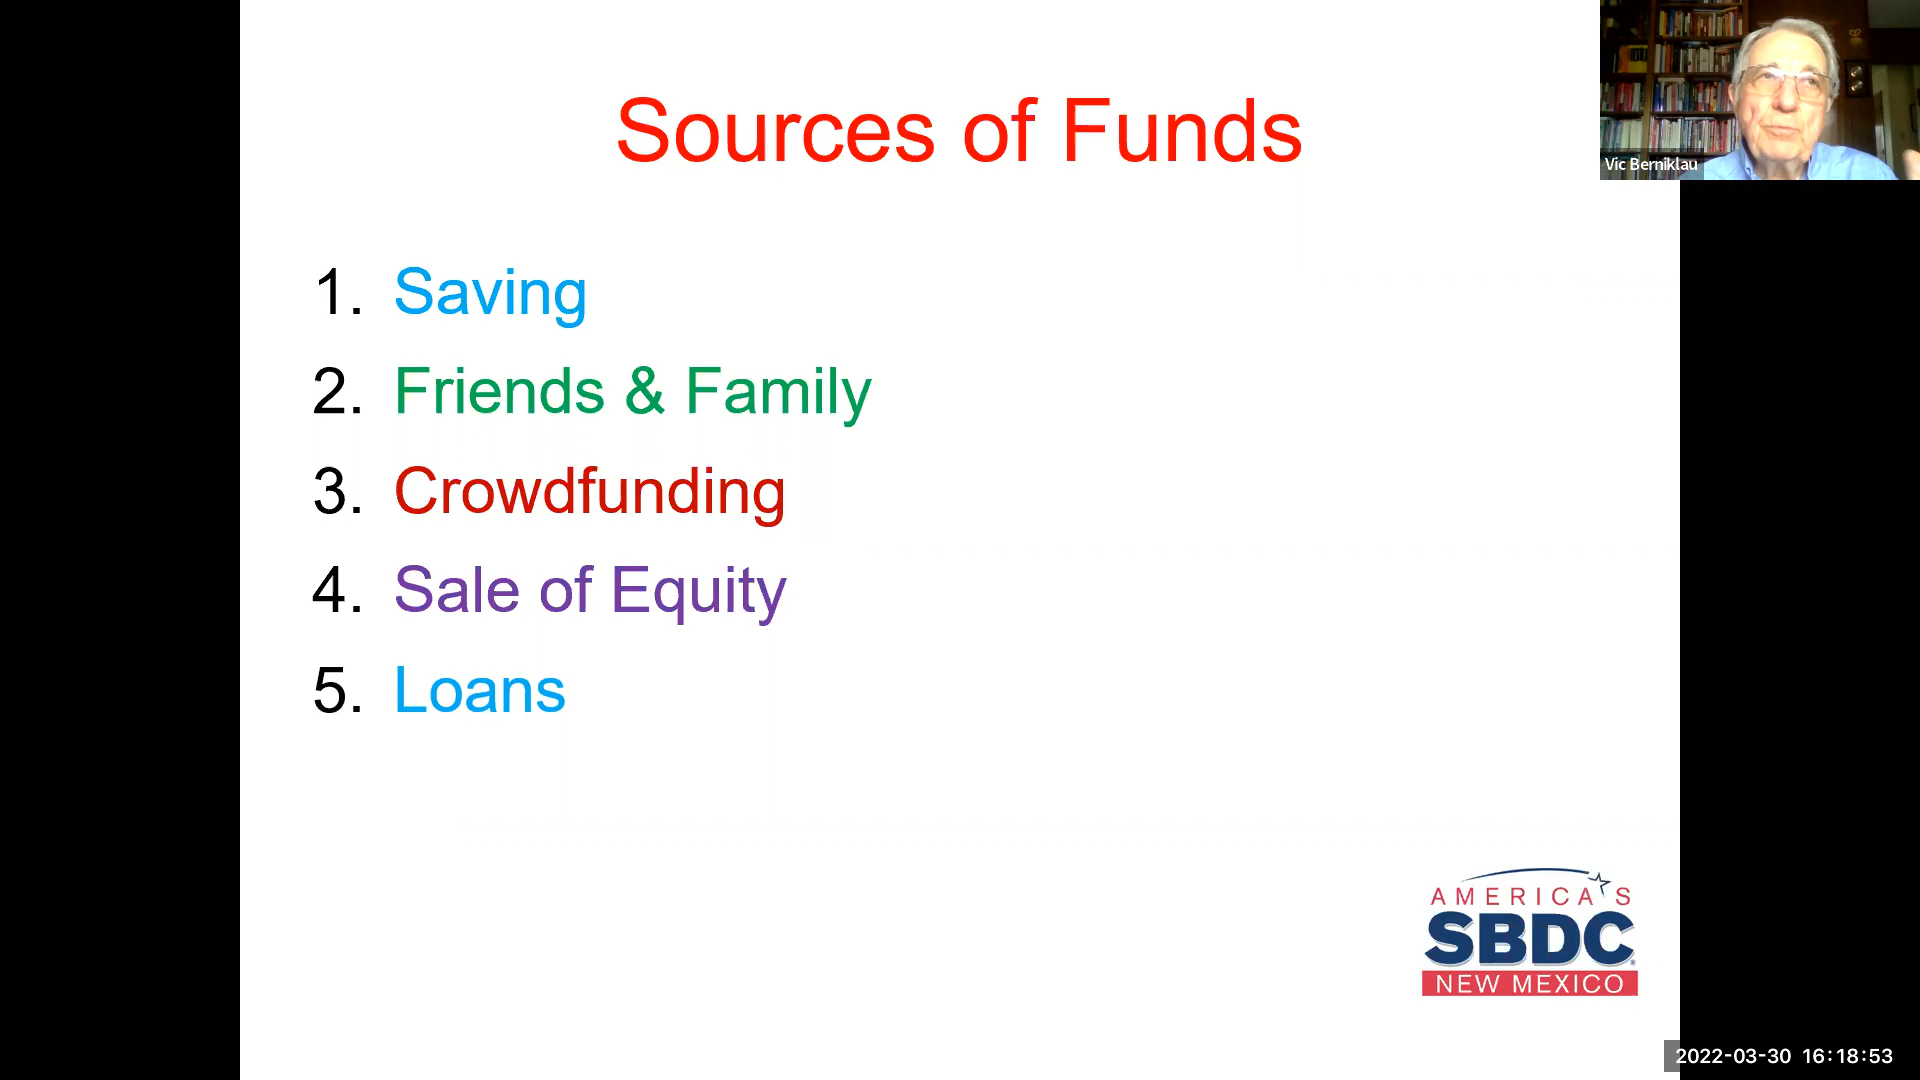 Sources of Funds
Vic Berniklau
1. Saving
2. Friends & Family
3. Crowdfunding
4. Sale of Equity
5. Loans
AMERICA'S
SBDC
NEW MEXICO
2022-03-30 16:18:53